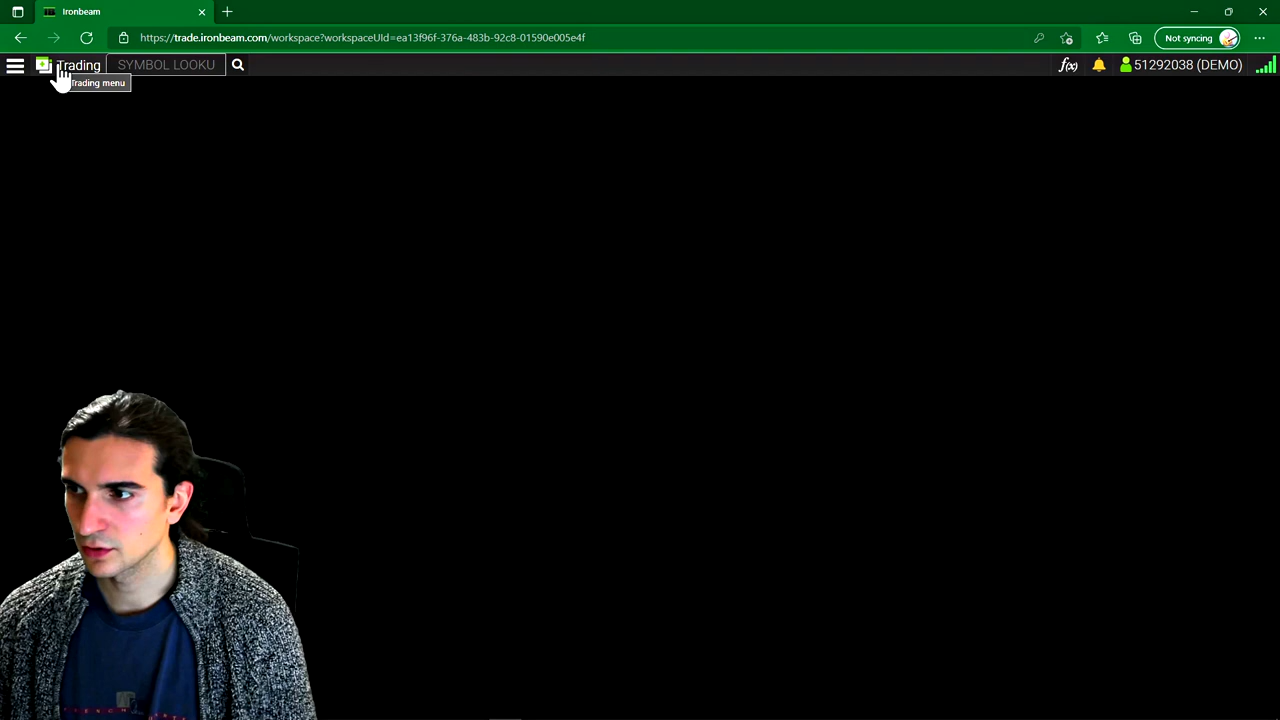 Ironbeam
https://trade.ironbeam.com/workspace?workspaceUId=ea13f96f-376a-483b-92c8-01590e005e4f
Not syncing
Trading
SYMBOL LOOKU
f(x)
51292038 (DEMO)
Trading menu